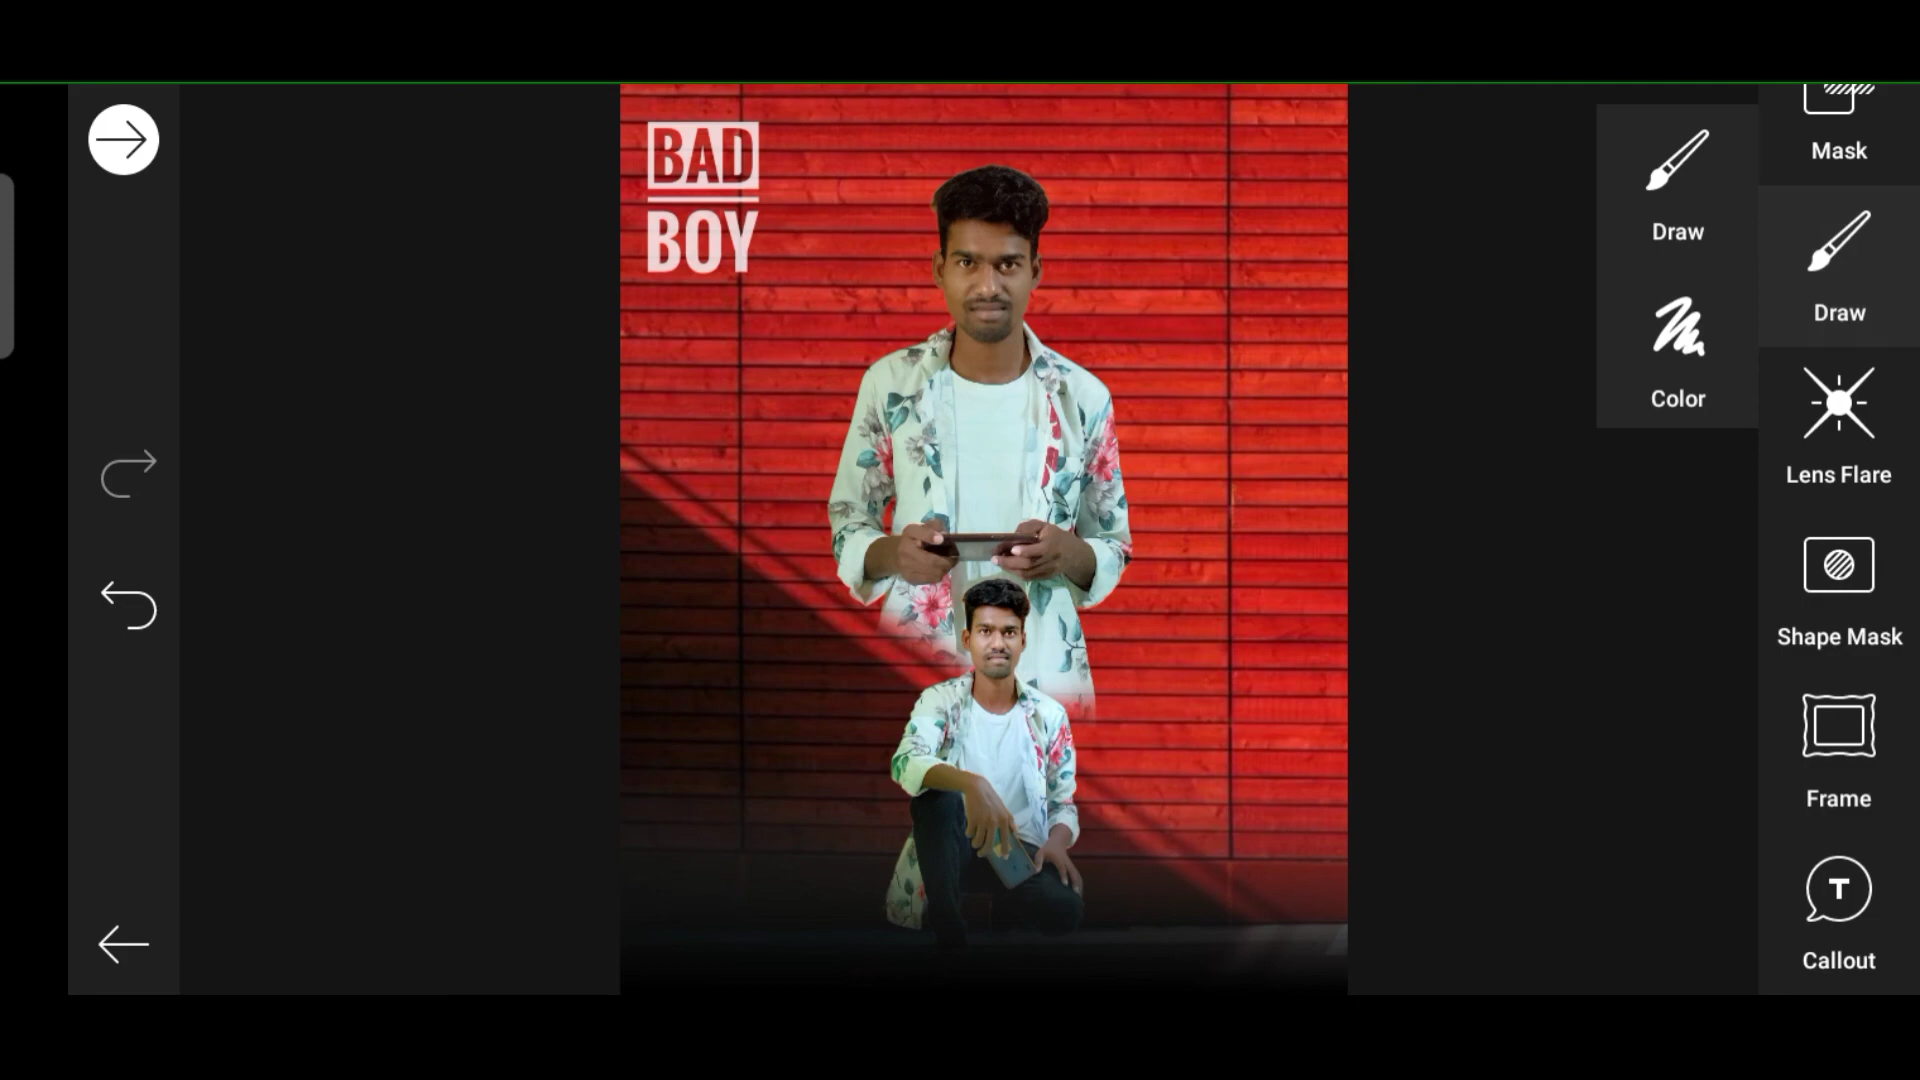 BAD
BOY
Draw
Color
Mask
Draw
Lens Flare
Shape Mask
Frame
T
Callout